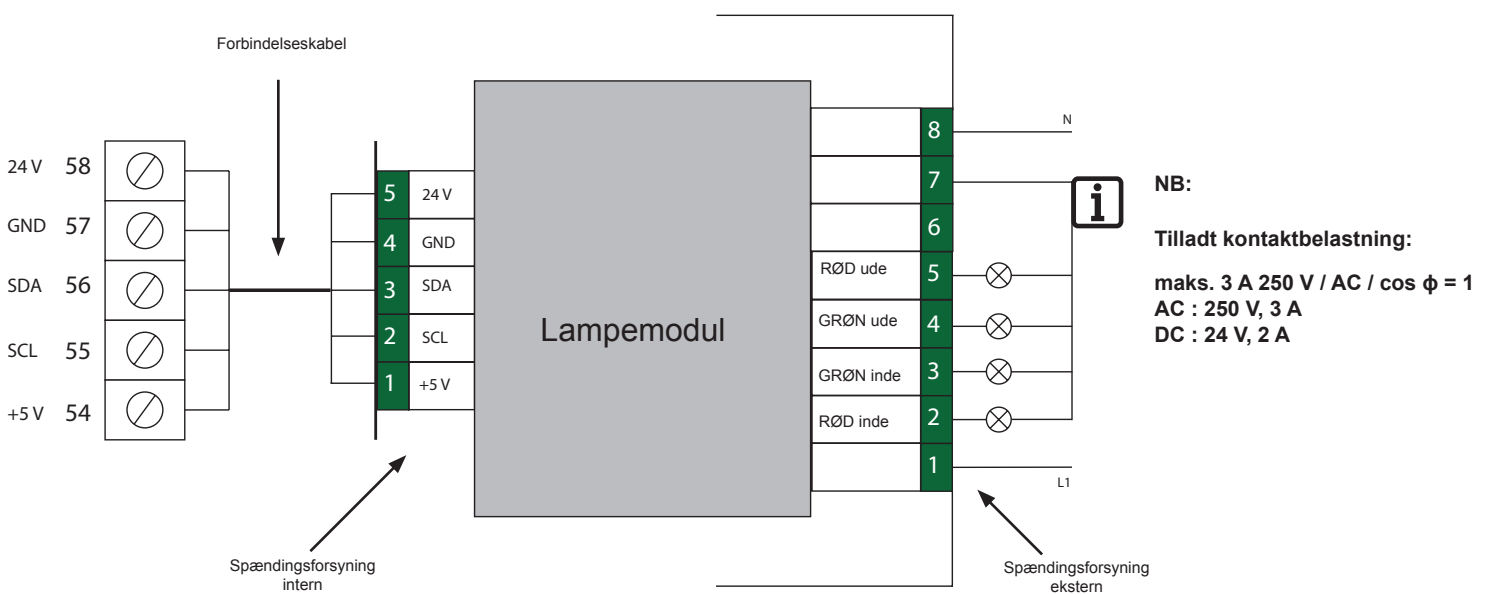 Forbindelseskabel
24 V 58
GND 57
SDA 56
SCL 55
+5 V 54
5 24 V
4 GND
3 SDA
2 SCL
1 +5 V
Spændingsforsyning
intern
Lampemodul
8 N
7
6
RØD ude 5
GRØN ude 4
GRØN inde 3
RØD inde 2
1 L1
Spændingsforsyning
ekstern
i
NB:
Tilladt kontaktbelastning:
maks. 3 A 250 V / AC / cos ϕ = 1
AC : 250 V, 3 A
DC : 24 V, 2 A